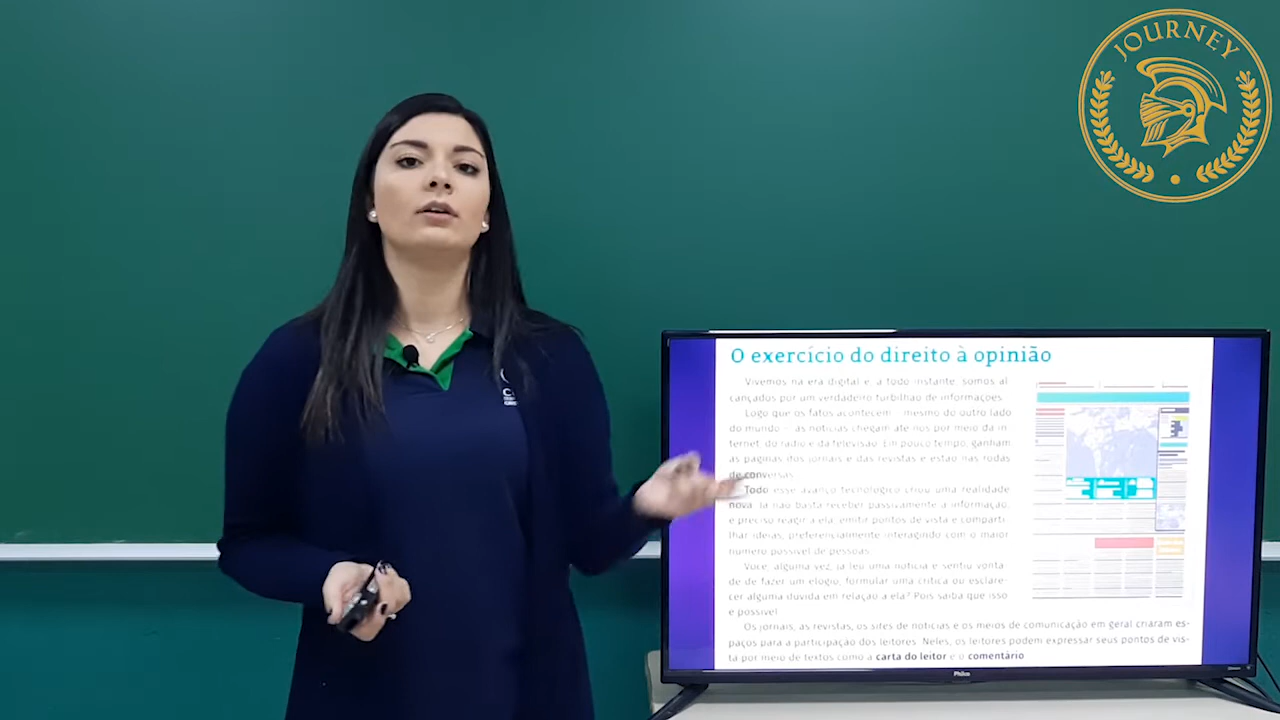 JOURNEY
O exercício do direito à opinião
Vivemos na era digital e, a todo instante, somos al-
cançados por um verdadeiro turbilhão de informações.
Logo que os fatos acontecem – mesmo do outro lado
do mundo – as notícias chegam até nós por meio da in-
ternet, do rádio e da televisão. Em pouco tempo, ganham
as páginas dos jornais e das revistas e estão nas rodas
de conversas.
Todo esse avanço tecnológico criou uma realidade
nova. Já não basta receber passivamente a informação,
é preciso reagir a ela, emitir pontos de vista e comparti-
lhar ideias, preferencialmente interagindo com o maior
número possível de pessoas.
Você, alguma vez, já leu uma notícia e sentiu vonta-
de de fazer um elogio, formular uma crítica ou esclare-
cer alguma dúvida em relação a ela? Pois saiba que isso
é possível.
Os jornais, as revistas, os sites de notícias e os meios de comunicação em geral criaram es-
paços para a participação dos leitores. Neles, os leitores podem expressar seus pontos de vis-
ta por meio de textos como a carta do leitor e o comentário.
Philco